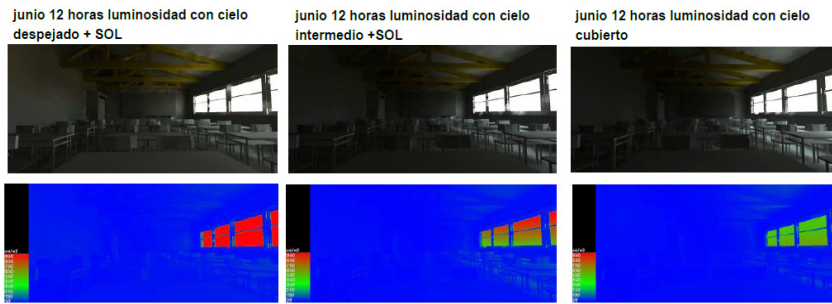 junio 12 horas luminosidad con cielo
despejado + SOL
junio 12 horas luminosidad con cielo
intermedio +SOL
junio 12 horas luminosidad con cielo
cubierto